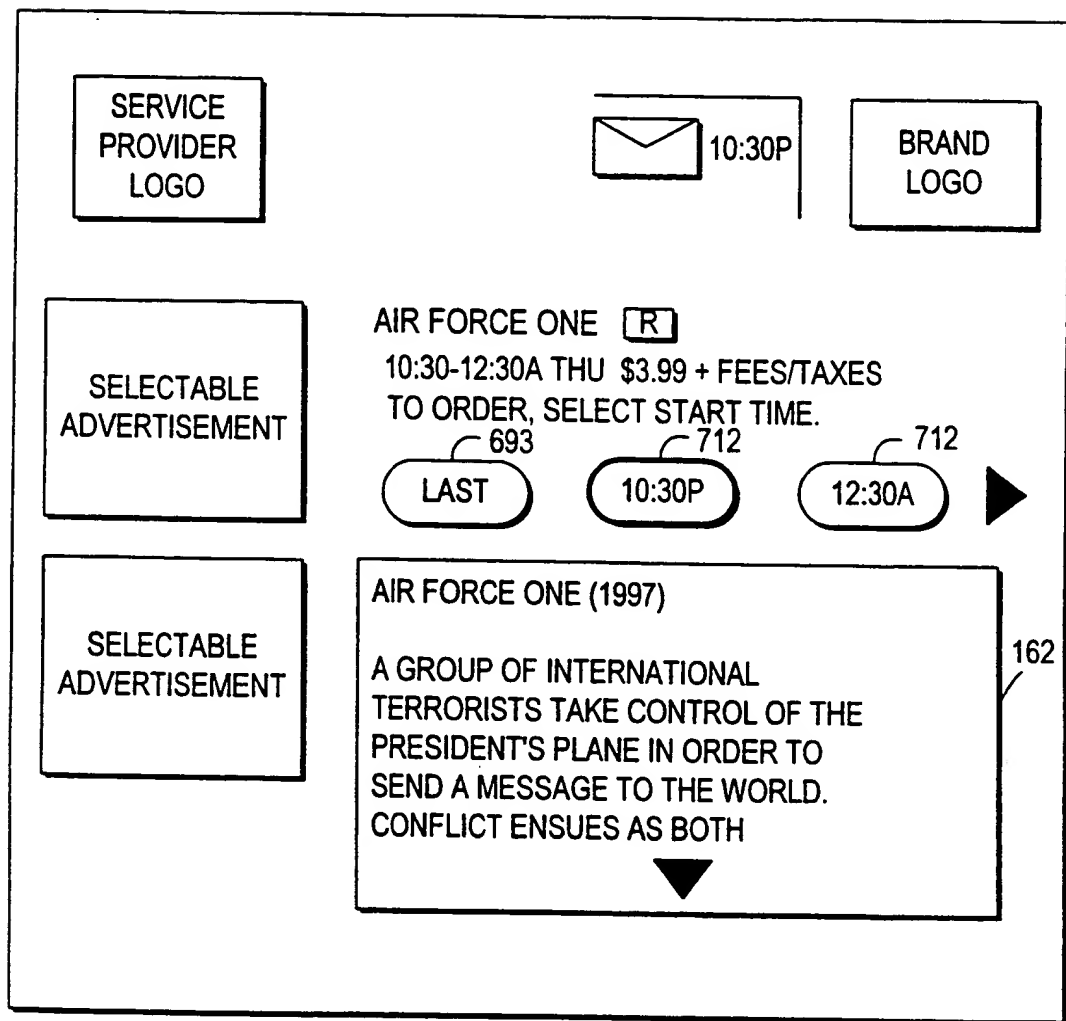 SERVICE
PROVIDER
LOGO
10:30P
BRAND
LOGO
SELECTABLE
ADVERTISEMENT
AIR FORCE ONE R
10:30-12:30A THU $3.99 + FEES/TAXES
TO ORDER, SELECT START TIME.
693 712 712
LAST 10:30P 12:30A
SELECTABLE
ADVERTISEMENT
AIR FORCE ONE (1997)
A GROUP OF INTERNATIONAL
TERRORISTS TAKE CONTROL OF THE
PRESIDENT'S PLANE IN ORDER TO
SEND A MESSAGE TO THE WORLD.
CONFLICT ENSUES AS BOTH
162